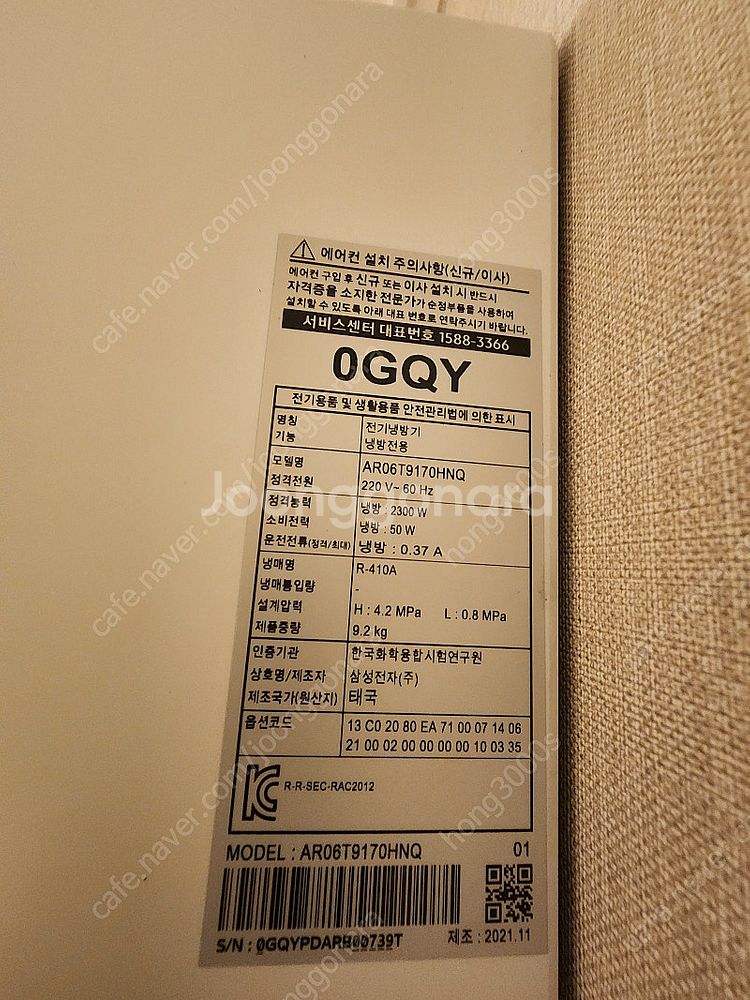 ⚠ 에어컨 설치 주의사항(신규/이사)
에어컨 구입 후 신규 또는 이사 설치 시 반드시
자격증을 소지한 전문가가 순정부품을 사용하여
설치할 수 있도록 아래 대표 번호로 연락주시기 바랍니다.
서비스센터 대표번호 1588-3366
0GQY
전기용품 및 생활용품 안전관리법에 의한 표시
명칭 전기냉방기
기능 냉방전용
모델명 AR06T9170HNQ
정격전원 220 V~ 60 Hz
정격능력 냉방 : 2300 W
소비전력 냉방 : 50 W
운전전류(정격/최대) 냉방 : 0.37 A
냉매명 R-410A
냉매튜입량 -
설계압력 H : 4.2 MPa L : 0.8 MPa
제품중량 9.2 kg
인증기관 한국화학융합시험연구원
상호명/제조자 삼성전자(주)
제조국가(원산지) 태국
옵션코드 13 C0 20 80 EA 71 00 07 14 06
21 00 02 00 00 00 00 10 03 35
R-R-SEC-RAC2012
MODEL : AR06T9170HNQ 01
S/N : 0GQYPDARB00739T 제조 : 2021.11
Joonggonara
cafe.naver.com/joonggonara
hong3000s